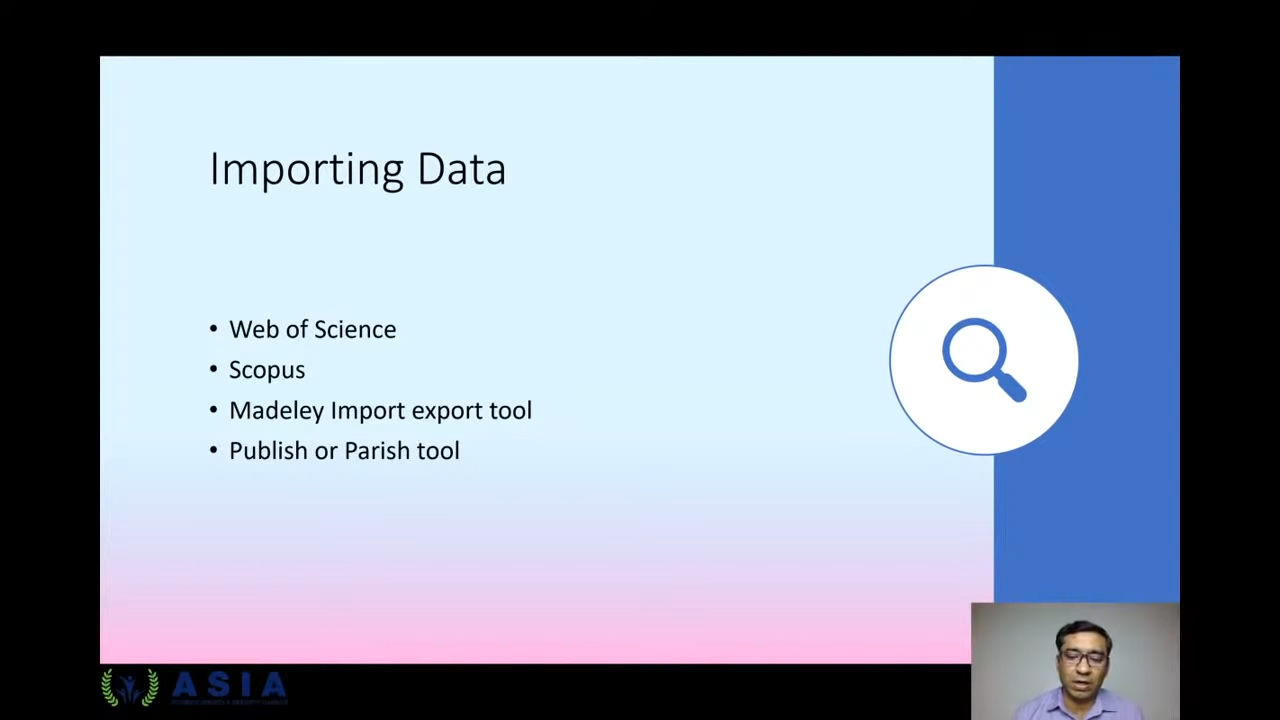 Importing Data
• Web of Science
• Scopus
• Madeley Import export tool
• Publish or Parish tool
ASIA